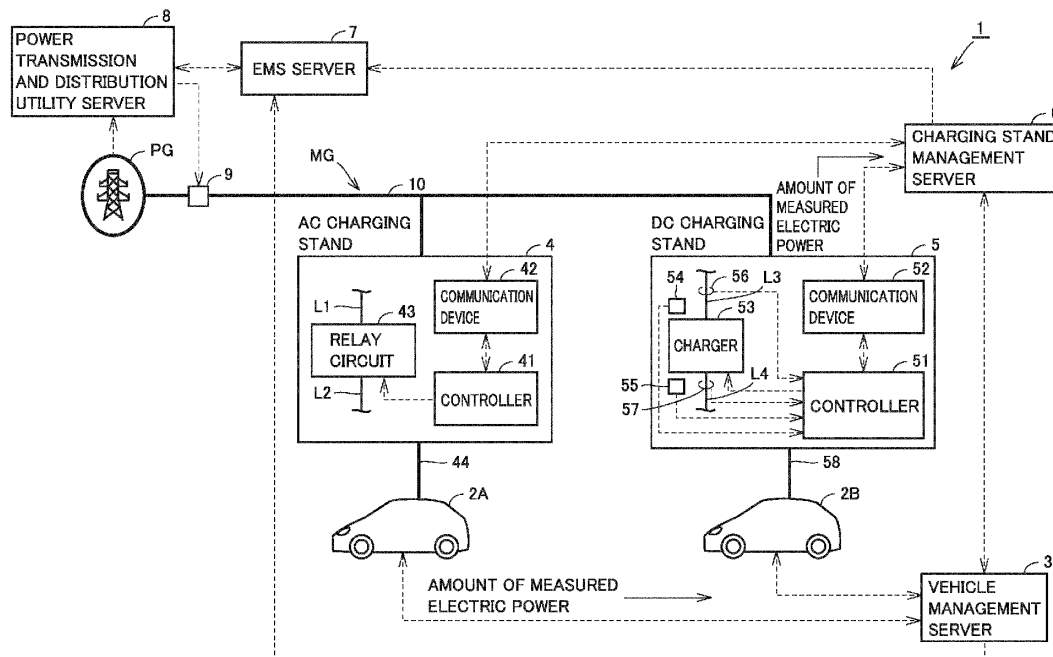 8
POWER
TRANSMISSION
AND DISTRIBUTION
UTILITY SERVER
7
EMS SERVER
1
PG
9
MG
10
AMOUNT OF
MEASURED
ELECTRIC
POWER
CHARGING STAND
MANAGEMENT
SERVER
AC CHARGING
STAND
4
42
COMMUNICATION
DEVICE
L1
43
RELAY
CIRCUIT
L2
41
CONTROLLER
44
2A
DC CHARGING
STAND
5
54
56
L3
53
CHARGER
55
57
L4
52
COMMUNICATION
DEVICE
51
CONTROLLER
58
2B
AMOUNT OF MEASURED
ELECTRIC POWER
3
VEHICLE
MANAGEMENT
SERVER